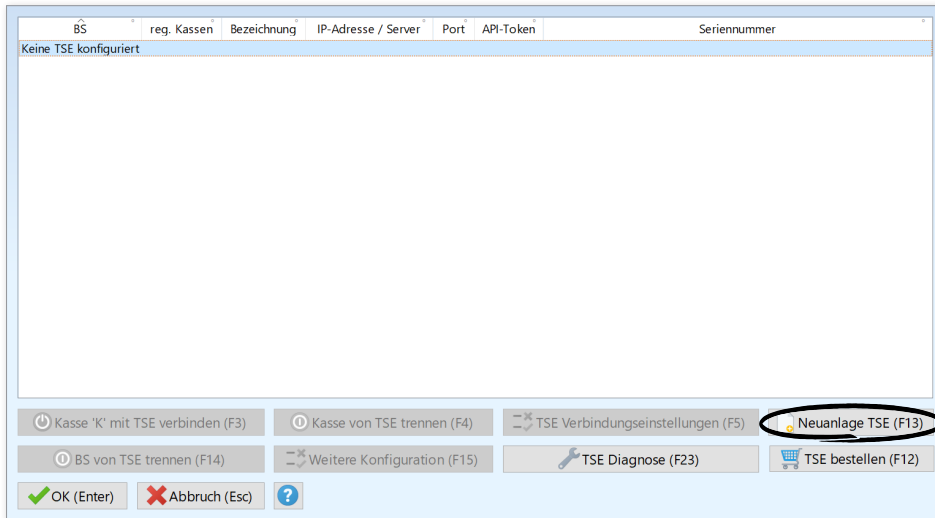 BS reg. Kassen Bezeichnung IP-Adresse / Server Port API-Token Seriennummer
Keine TSE konfiguriert
Kasse 'K' mit TSE verbinden (F3) Kasse von TSE trennen (F4) TSE Verbindungseinstellungen (F5) Neuanlage TSE (F13)
BS von TSE trennen (F14) Weitere Konfiguration (F15) TSE Diagnose (F23) TSE bestellen (F12)
OK (Enter) Abbruch (Esc) ?